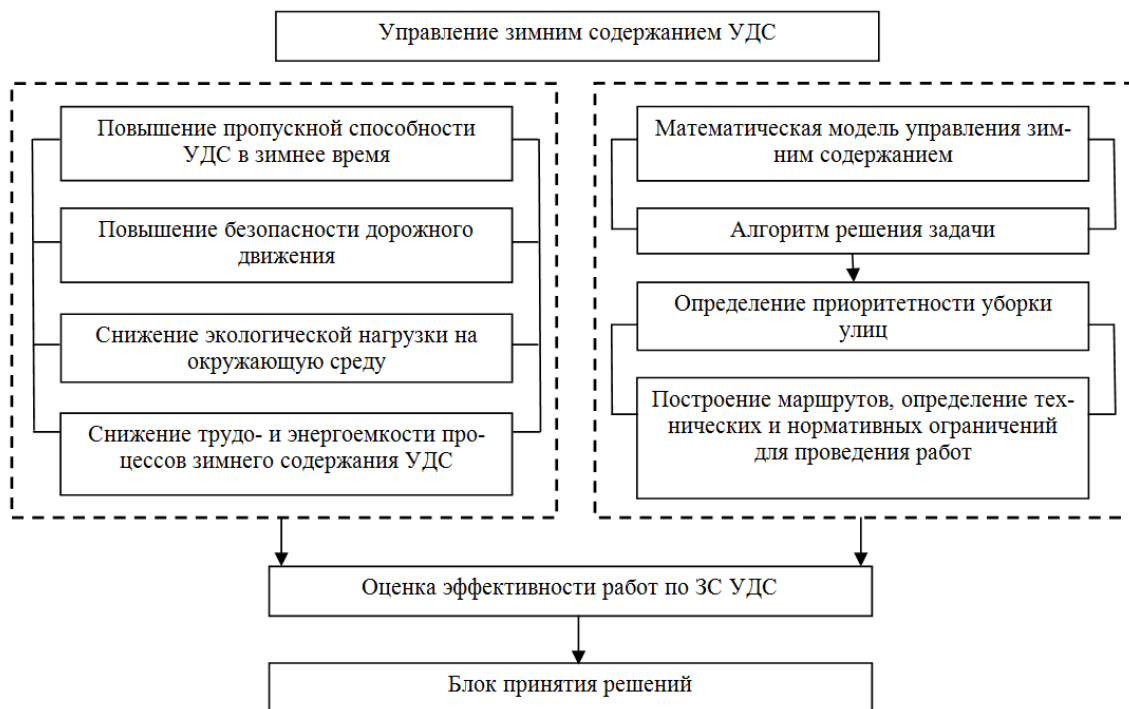 Управление зимним содержанием УДС
Повышение пропускной способности
УДС в зимнее время
Повышение безопасности дорожного
движения
Снижение экологической нагрузки на
окружающую среду
Снижение трудо- и энергоемкости про-
цессов зимнего содержания УДС
Математическая модель управления зим-
ним содержанием
Алгоритм решения задачи
Определение приоритетности уборки
улиц
Построение маршрутов, определение тех-
нических и нормативных ограничений
для проведения работ
Оценка эффективности работ по ЗС УДС
Блок принятия решений